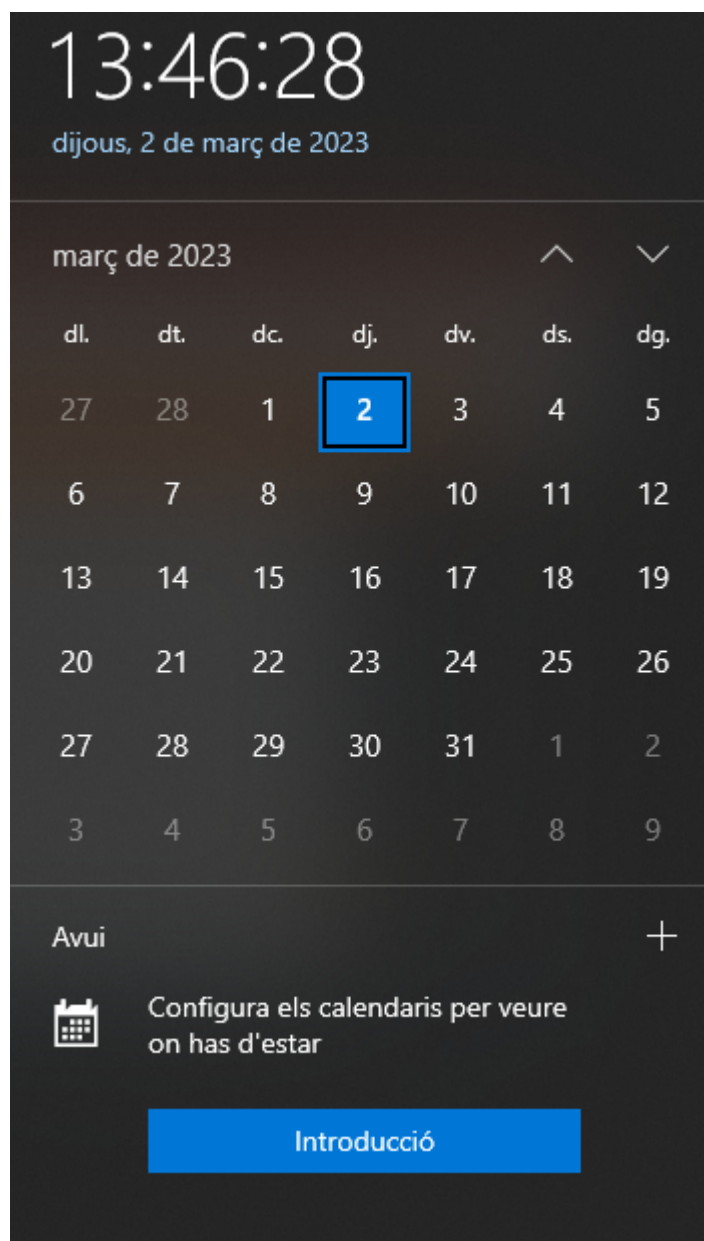 13:46:28
dijous, 2 de març de 2023
març de 2023
dl. dt. dc. dj. dv. ds. dg.
27 28 1 2 3 4 5
6 7 8 9 10 11 12
13 14 15 16 17 18 19
20 21 22 23 24 25 26
27 28 29 30 31 1 2
3 4 5 6 7 8 9
Avui
Configura els calendaris per veure
on has d'estar
Introducció